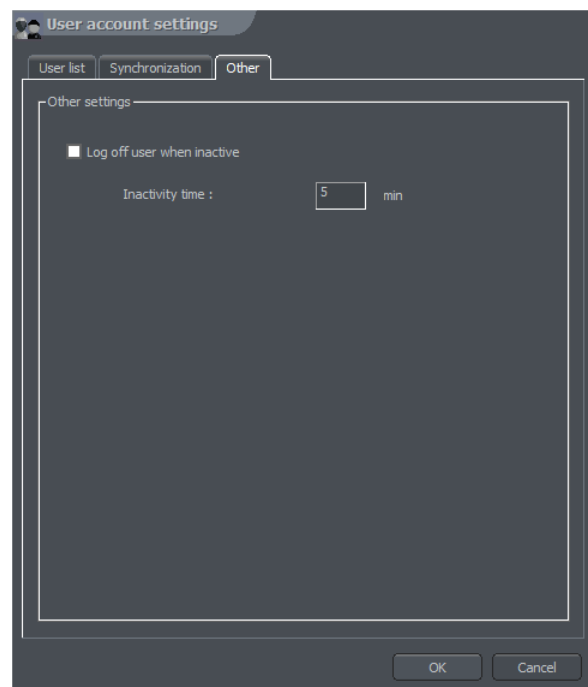 User account settings
User list Synchronization Other
Other settings
Log off user when inactive
Inactivity time : 5 min
OK Cancel